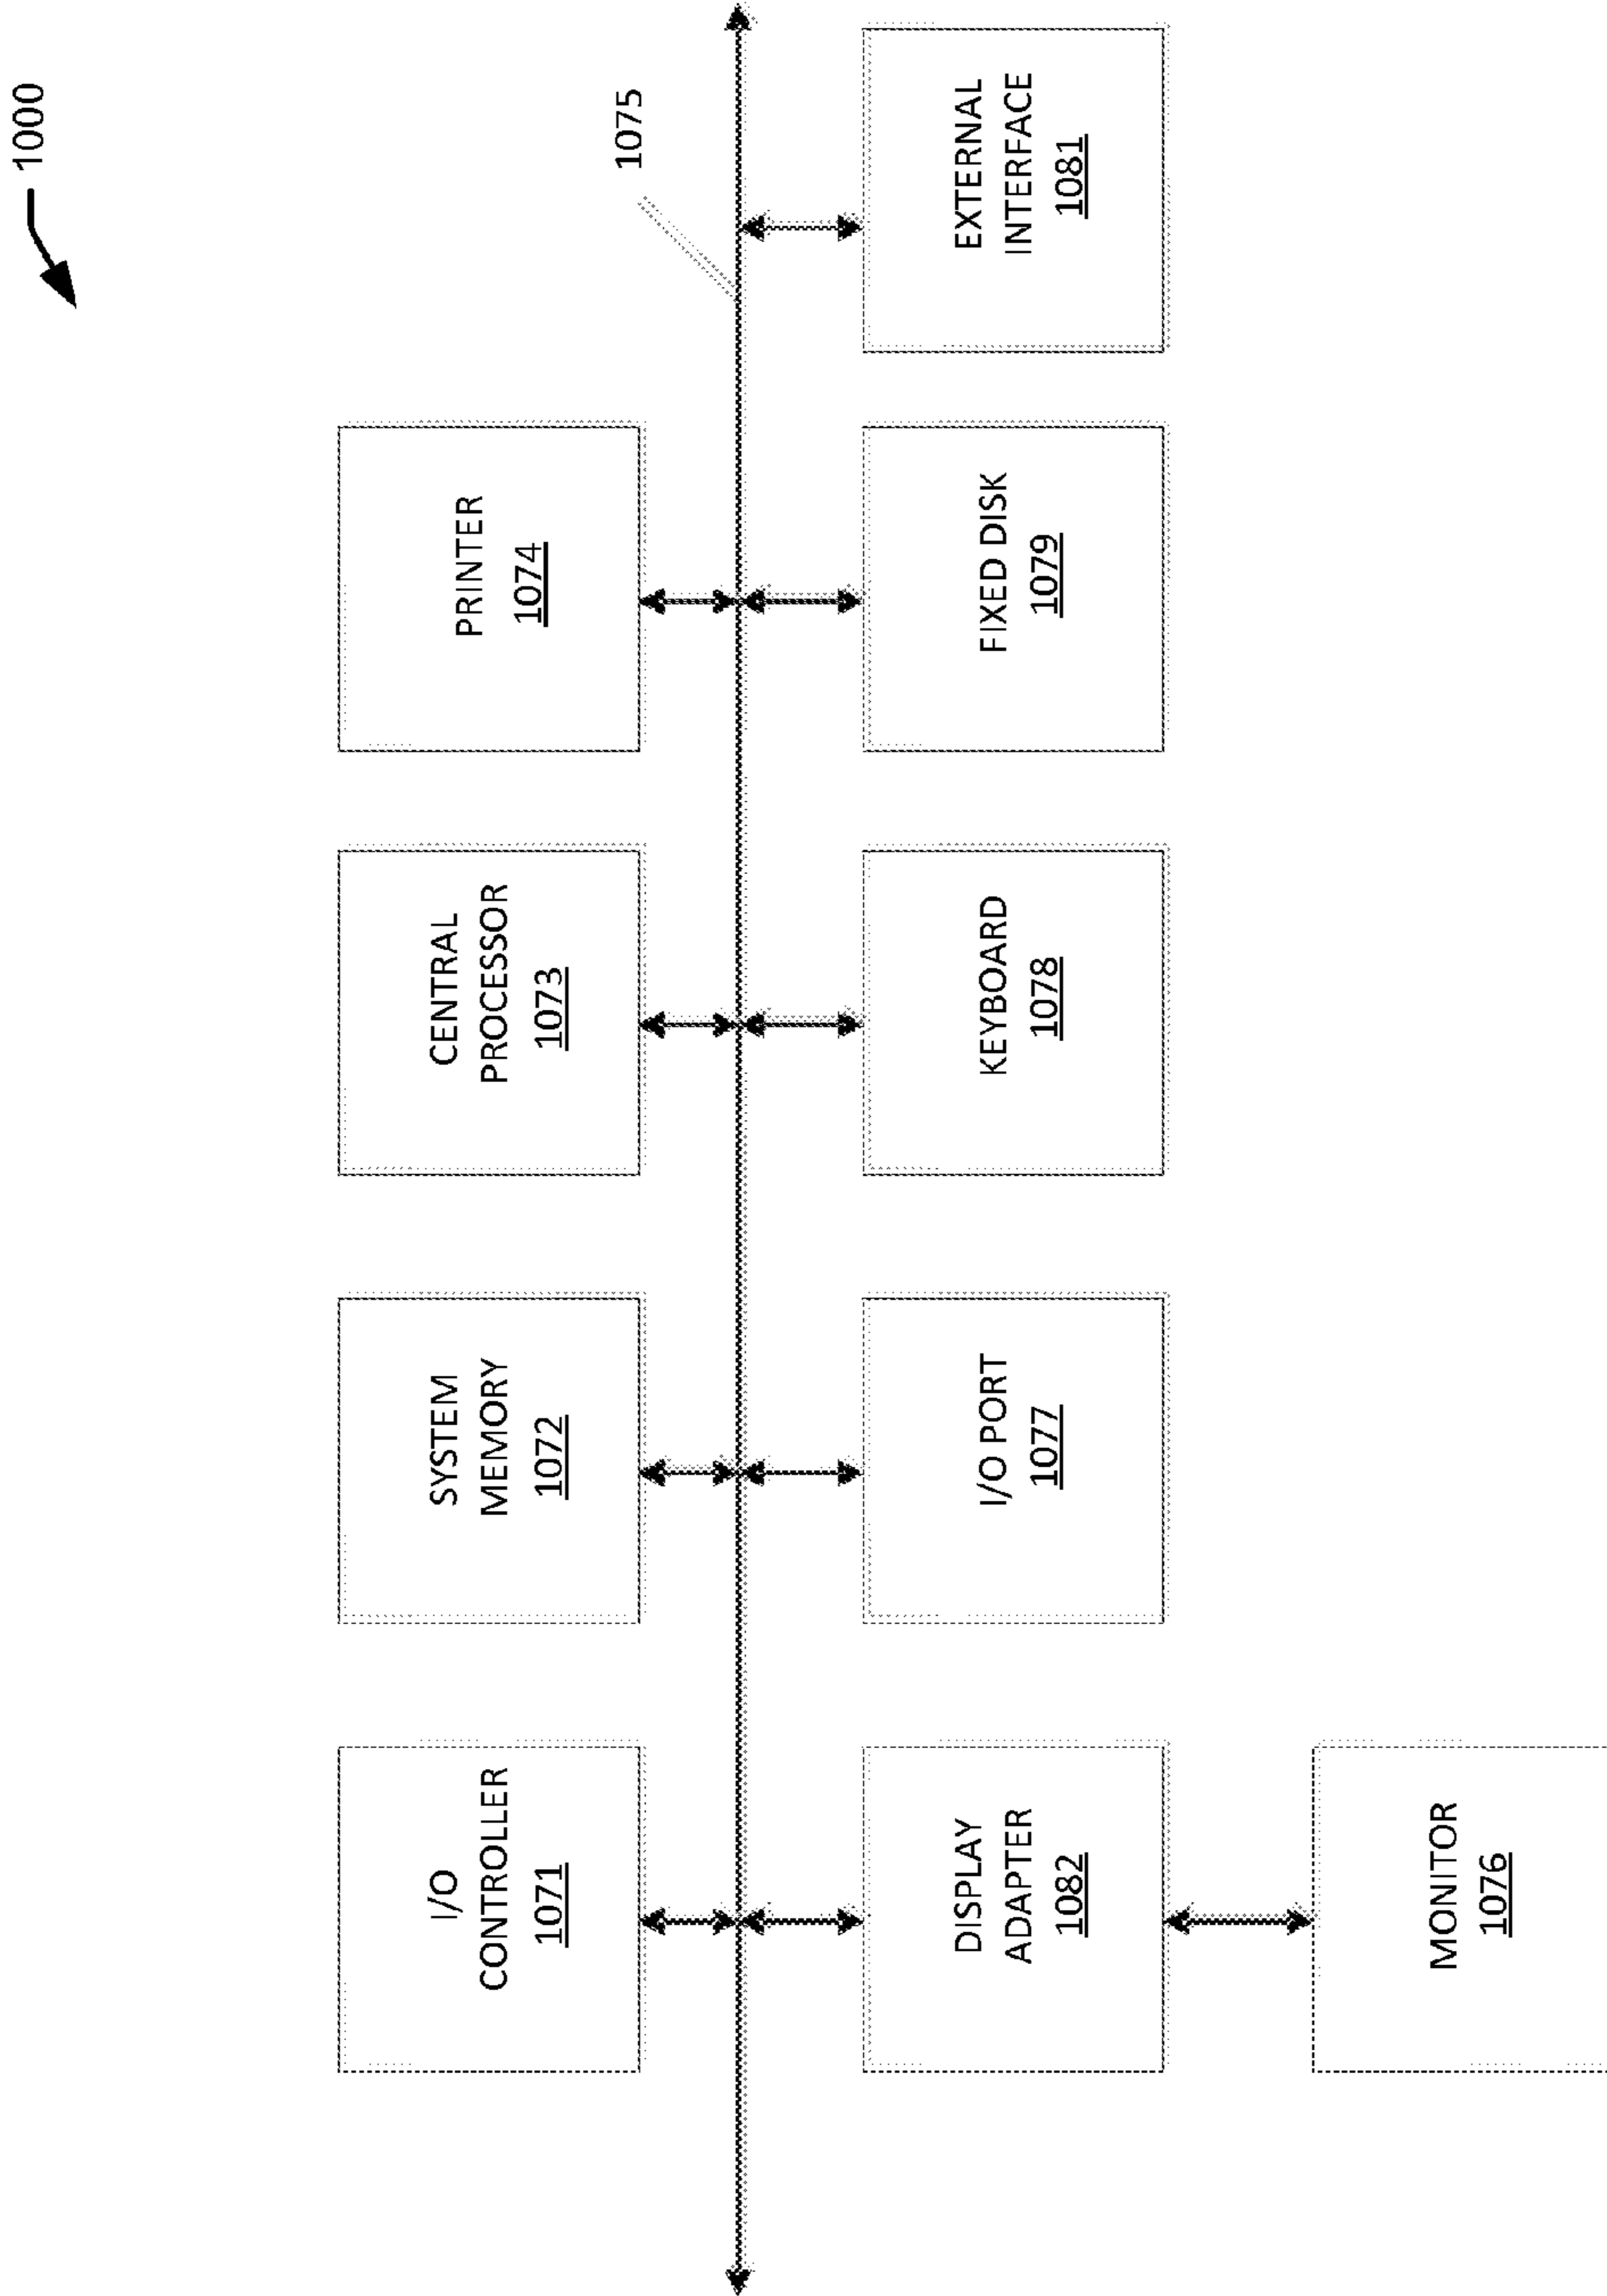 1000
1075
I/O
CONTROLLER
1071
SYSTEM
MEMORY
1072
CENTRAL
PROCESSOR
1073
PRINTER
1074
DISPLAY
ADAPTER
1082
I/O PORT
1077
KEYBOARD
1078
FIXED DISK
1079
EXTERNAL
INTERFACE
1081
MONITOR
1076